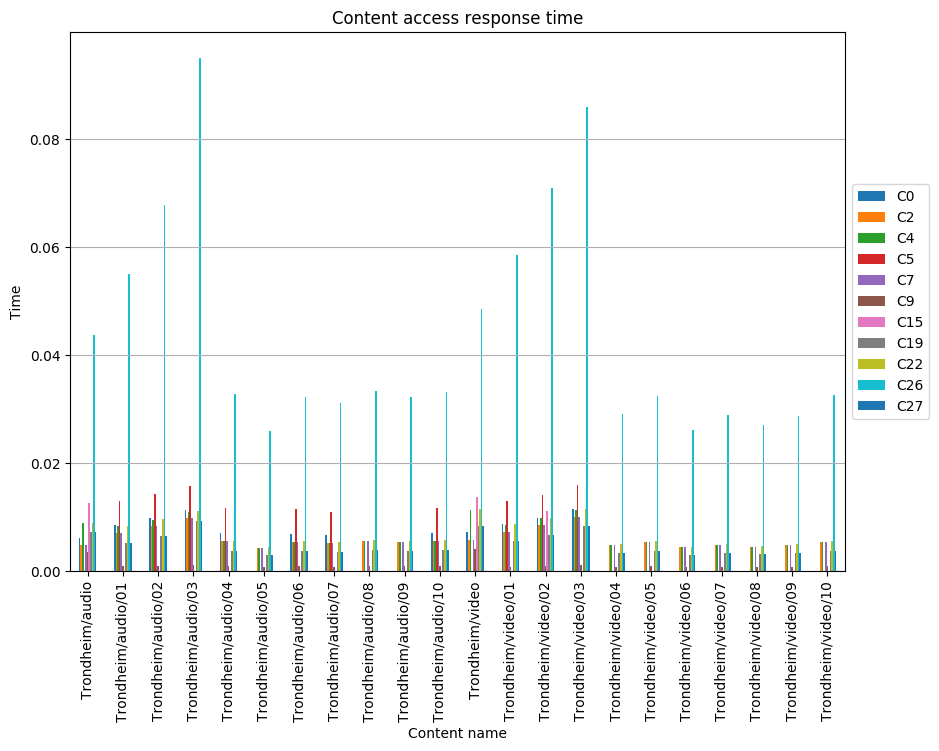 Content access response time
Time
0.08
0.06
0.04
0.02
0.00
C0
C2
C4
C5
C7
C9
C15
C19
C22
C26
C27
Trondheim/audio
Trondheim/audio/01
Trondheim/audio/02
Trondheim/audio/03
Trondheim/audio/04
Trondheim/audio/05
Trondheim/audio/06
Trondheim/audio/07
Trondheim/audio/08
Trondheim/audio/09
Trondheim/audio/10
Trondheim/video
Trondheim/video/01
Trondheim/video/02
Trondheim/video/03
Trondheim/video/04
Trondheim/video/05
Trondheim/video/06
Trondheim/video/07
Trondheim/video/08
Trondheim/video/09
Trondheim/video/10
Content name